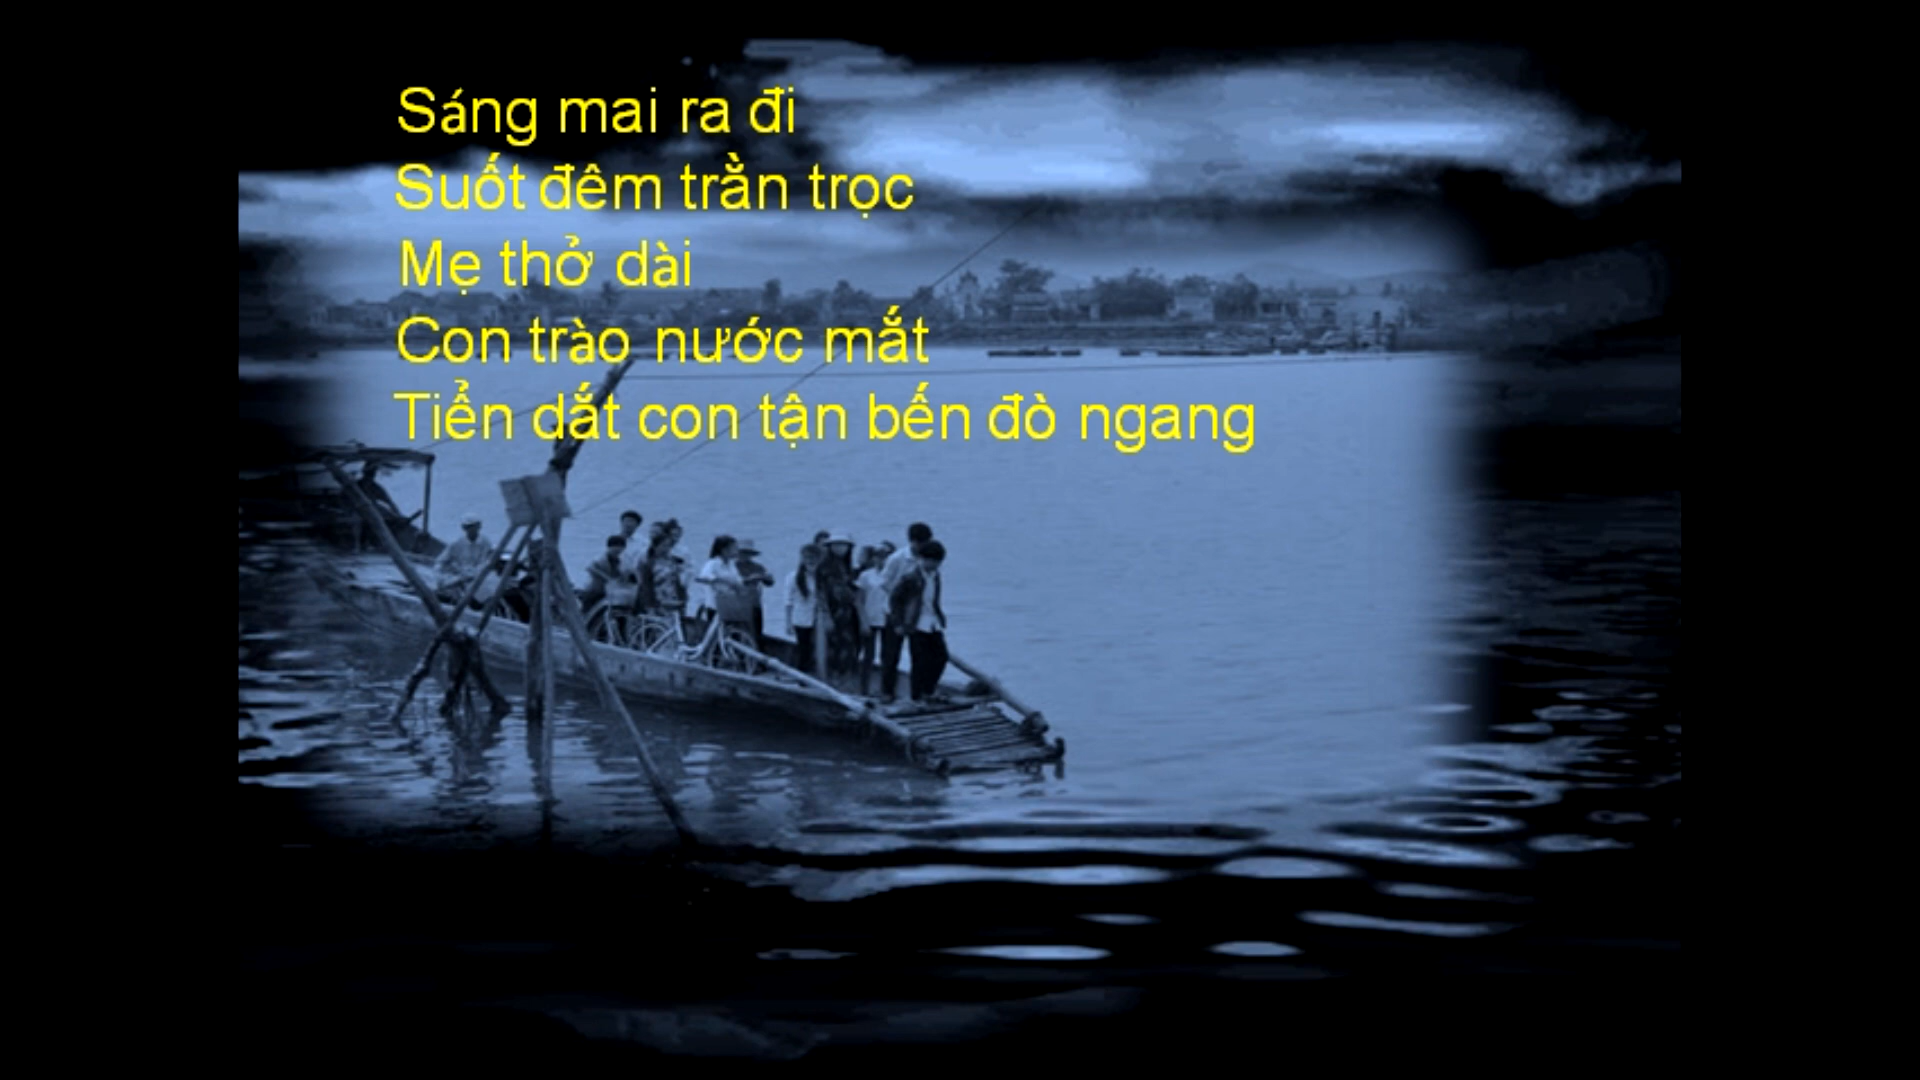 Sáng mai ra đi
Suốt đêm trằn trọc
Mẹ thở dài
Con trào nước mắt
Tiển dắt con tận bến đò ngang